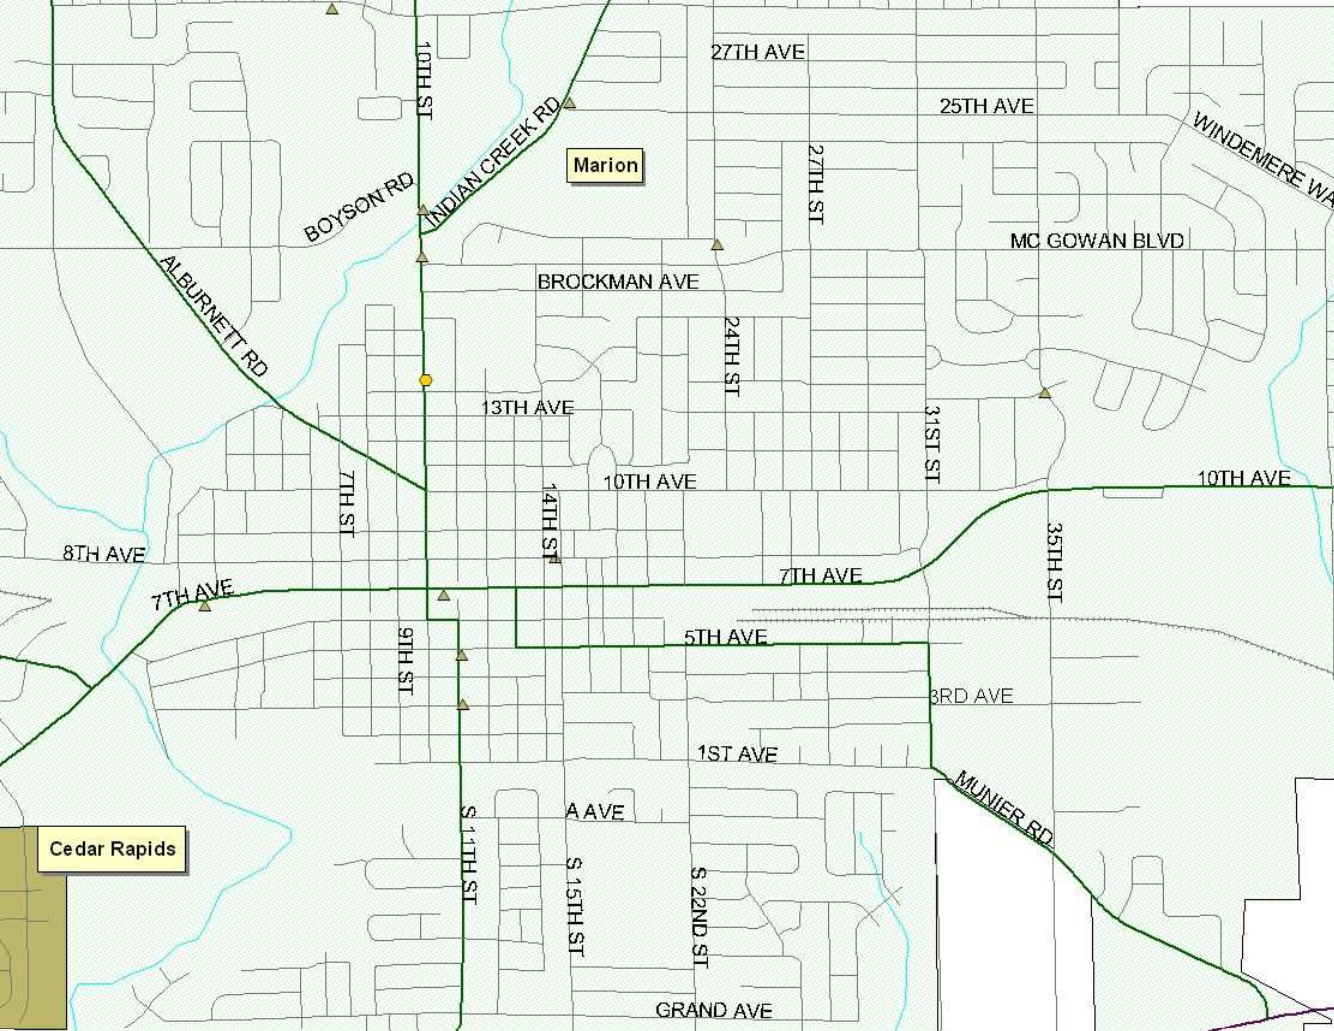 27TH AVE
10TH ST
25TH AVE
INDIAN CREEK RD
WINDEMERE WA
Marion
27TH ST
BOYSON RD
MC GOWAN BLVD
ALBURNETT RD
BROCKMAN AVE
24TH ST
13TH AVE
31ST ST
7TH ST
10TH AVE
10TH AVE
14TH ST
8TH AVE
35TH ST
7TH AVE
7TH AVE
9TH ST
5TH AVE
3RD AVE
1ST AVE
MUNIER RD
A AVE
S 11TH ST
Cedar Rapids
S 15TH ST
S 22ND ST
GRAND AVE